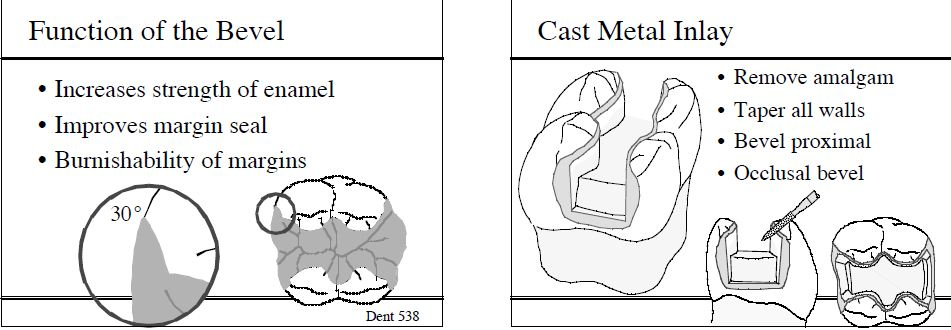 Function of the Bevel
• Increases strength of enamel
• Improves margin seal
• Burnishability of margins
30°
Dent 538
Cast Metal Inlay
• Remove amalgam
• Taper all walls
• Bevel proximal
• Occlusal bevel